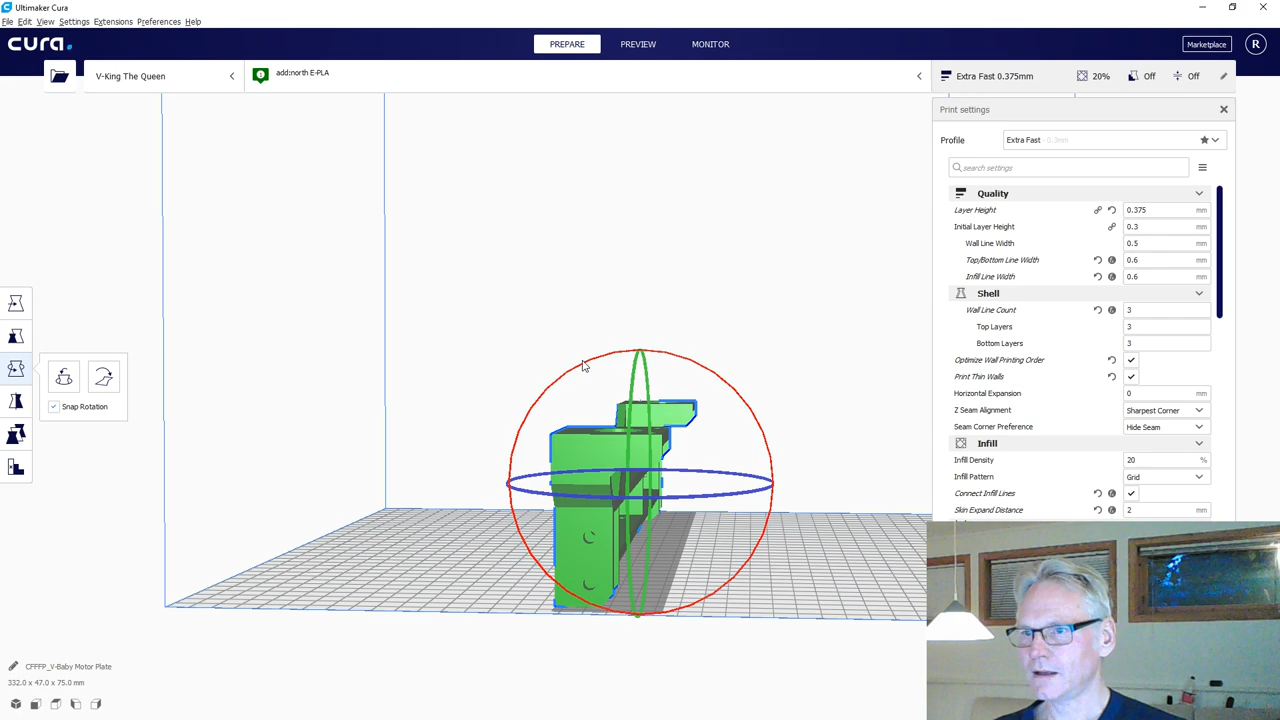 Ultimaker Cura
File Edit View Settings Extensions Preferences Help
cura.
PREPARE
PREVIEW
MONITOR
Marketplace
R
V-King The Queen
add:north E-PLA
Extra Fast 0.375mm
20%
Off
Off
Print settings
Profile
Extra Fast - 0.3mm
search settings
Quality
Layer Height 0.375 mm
Initial Layer Height 0.3 mm
Wall Line Width 0.5 mm
Top/Bottom Line Width 0.6 mm
Infill Line Width 0.6 mm
Shell
Wall Line Count 3
Top Layers 3
Bottom Layers 3
Optimize Wall Printing Order
Print Thin Walls
Horizontal Expansion 0 mm
Z Seam Alignment Sharpest Corner
Seam Corner Preference Hide Seam
Infill
Infill Density 20 %
Infill Pattern Grid
Connect Infill Lines
Skin Expand Distance 2 mm
Snap Rotation
CFFFP_V-Baby Motor Plate
332.0 x 47.0 x 75.0 mm